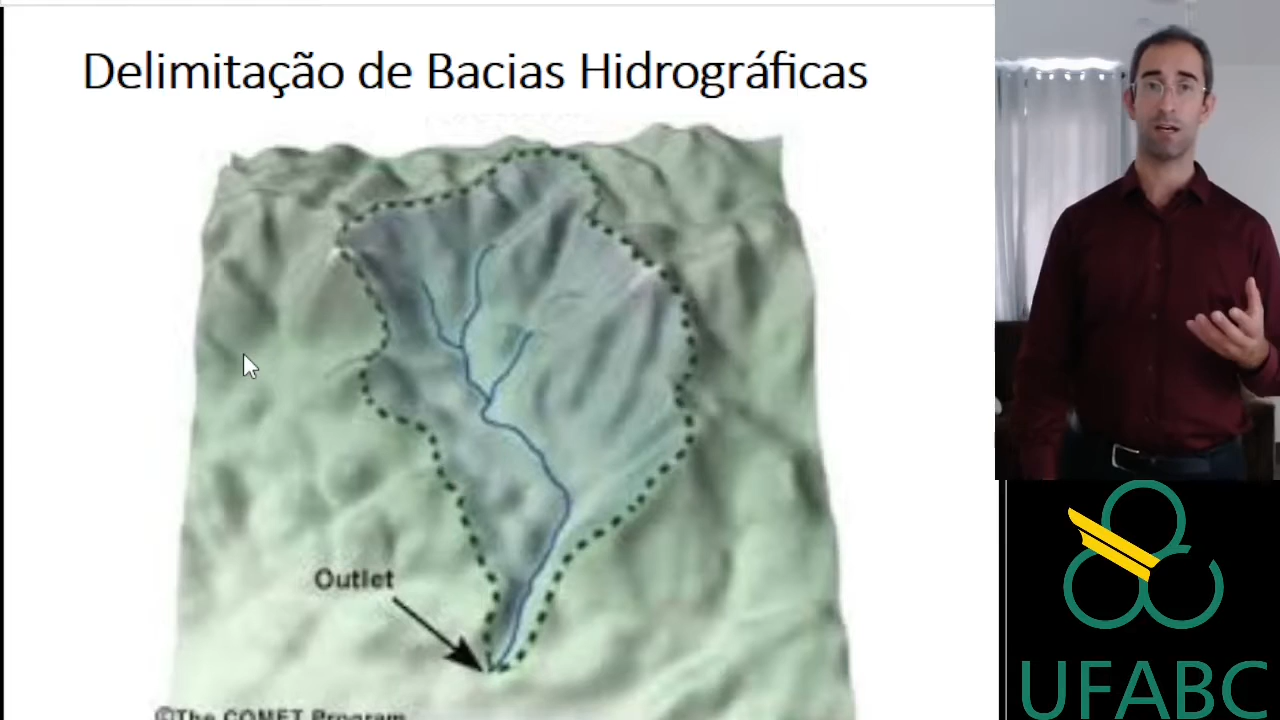 Delimitação de Bacias Hidrográficas
Outlet
©The COMET Program
UFABC